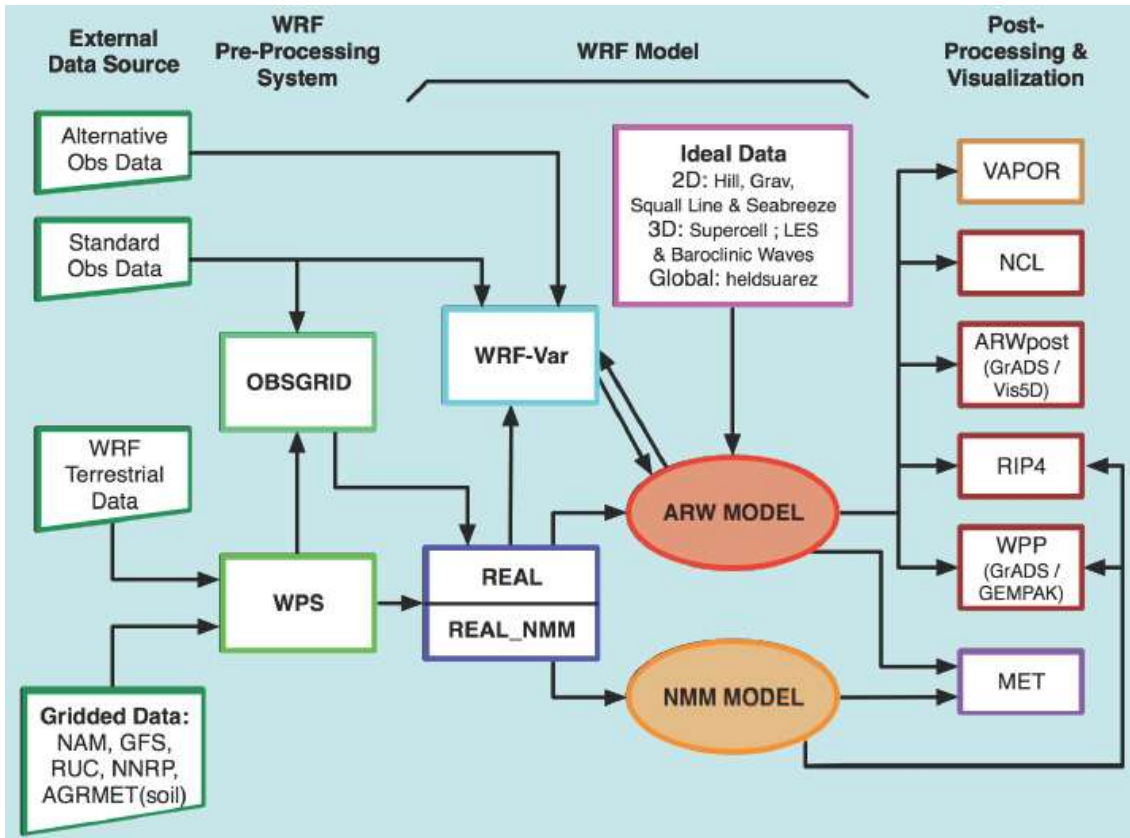 External
Data Source
WRF
Pre-Processing
System
WRF Model
Post-
Processing &
Visualization
Alternative
Obs Data
Standard
Obs Data
WRF
Terrestrial
Data
Gridded Data:
NAM, GFS,
RUC, NNRP,
AGRMET(soil)
OBSGRID
WPS
WRF-Var
REAL
REAL_NMM
Ideal Data
2D: Hill, Grav,
Squall Line & Seabreeze
3D: Supercell ; LES
& Baroclinic Waves
Global: heldsuarez
ARW MODEL
NMM MODEL
VAPOR
NCL
ARWpost
(GrADS /
Vis5D)
RIP4
WPP
(GrADS /
GEMPAK)
MET